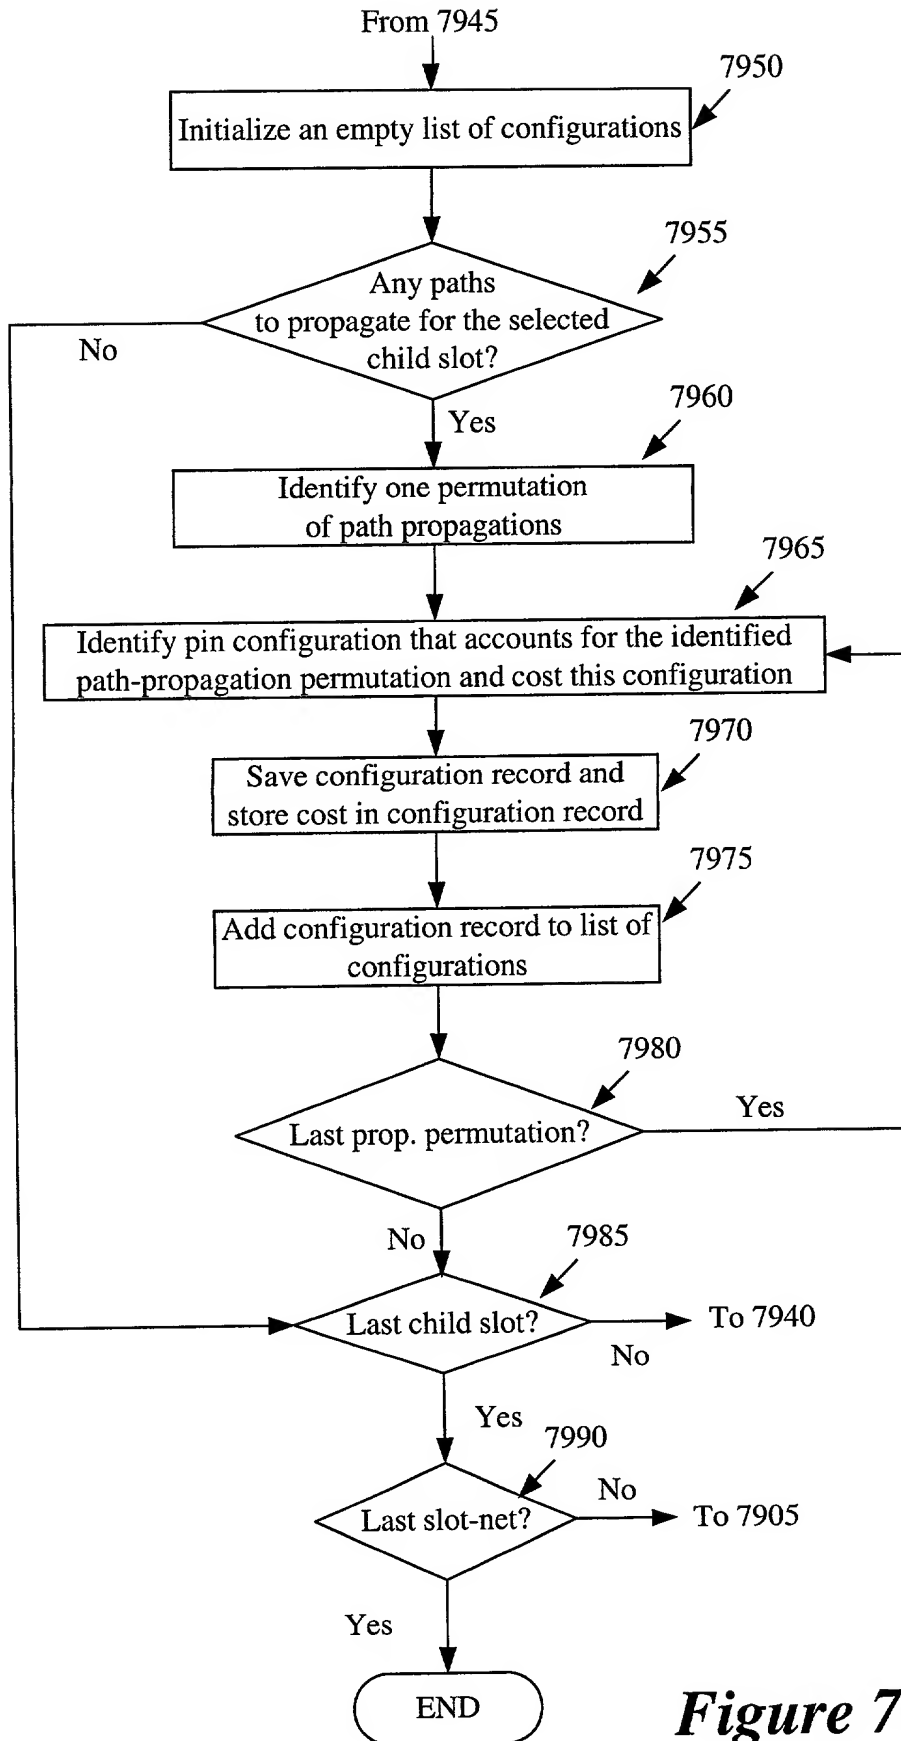 From 7945
7950
Initialize an empty list of configurations
7955
Any paths
to propagate for the selected
child slot?
No
Yes
7960
Identify one permutation
of path propagations
7965
Identify pin configuration that accounts for the identified
path-propagation permutation and cost this configuration
7970
Save configuration record and
store cost in configuration record
7975
Add configuration record to list of
configurations
7980
Last prop. permutation?
Yes
No
7985
Last child slot?
To 7940
No
Yes
7990
Last slot-net?
No
To 7905
Yes
END
Figure 7